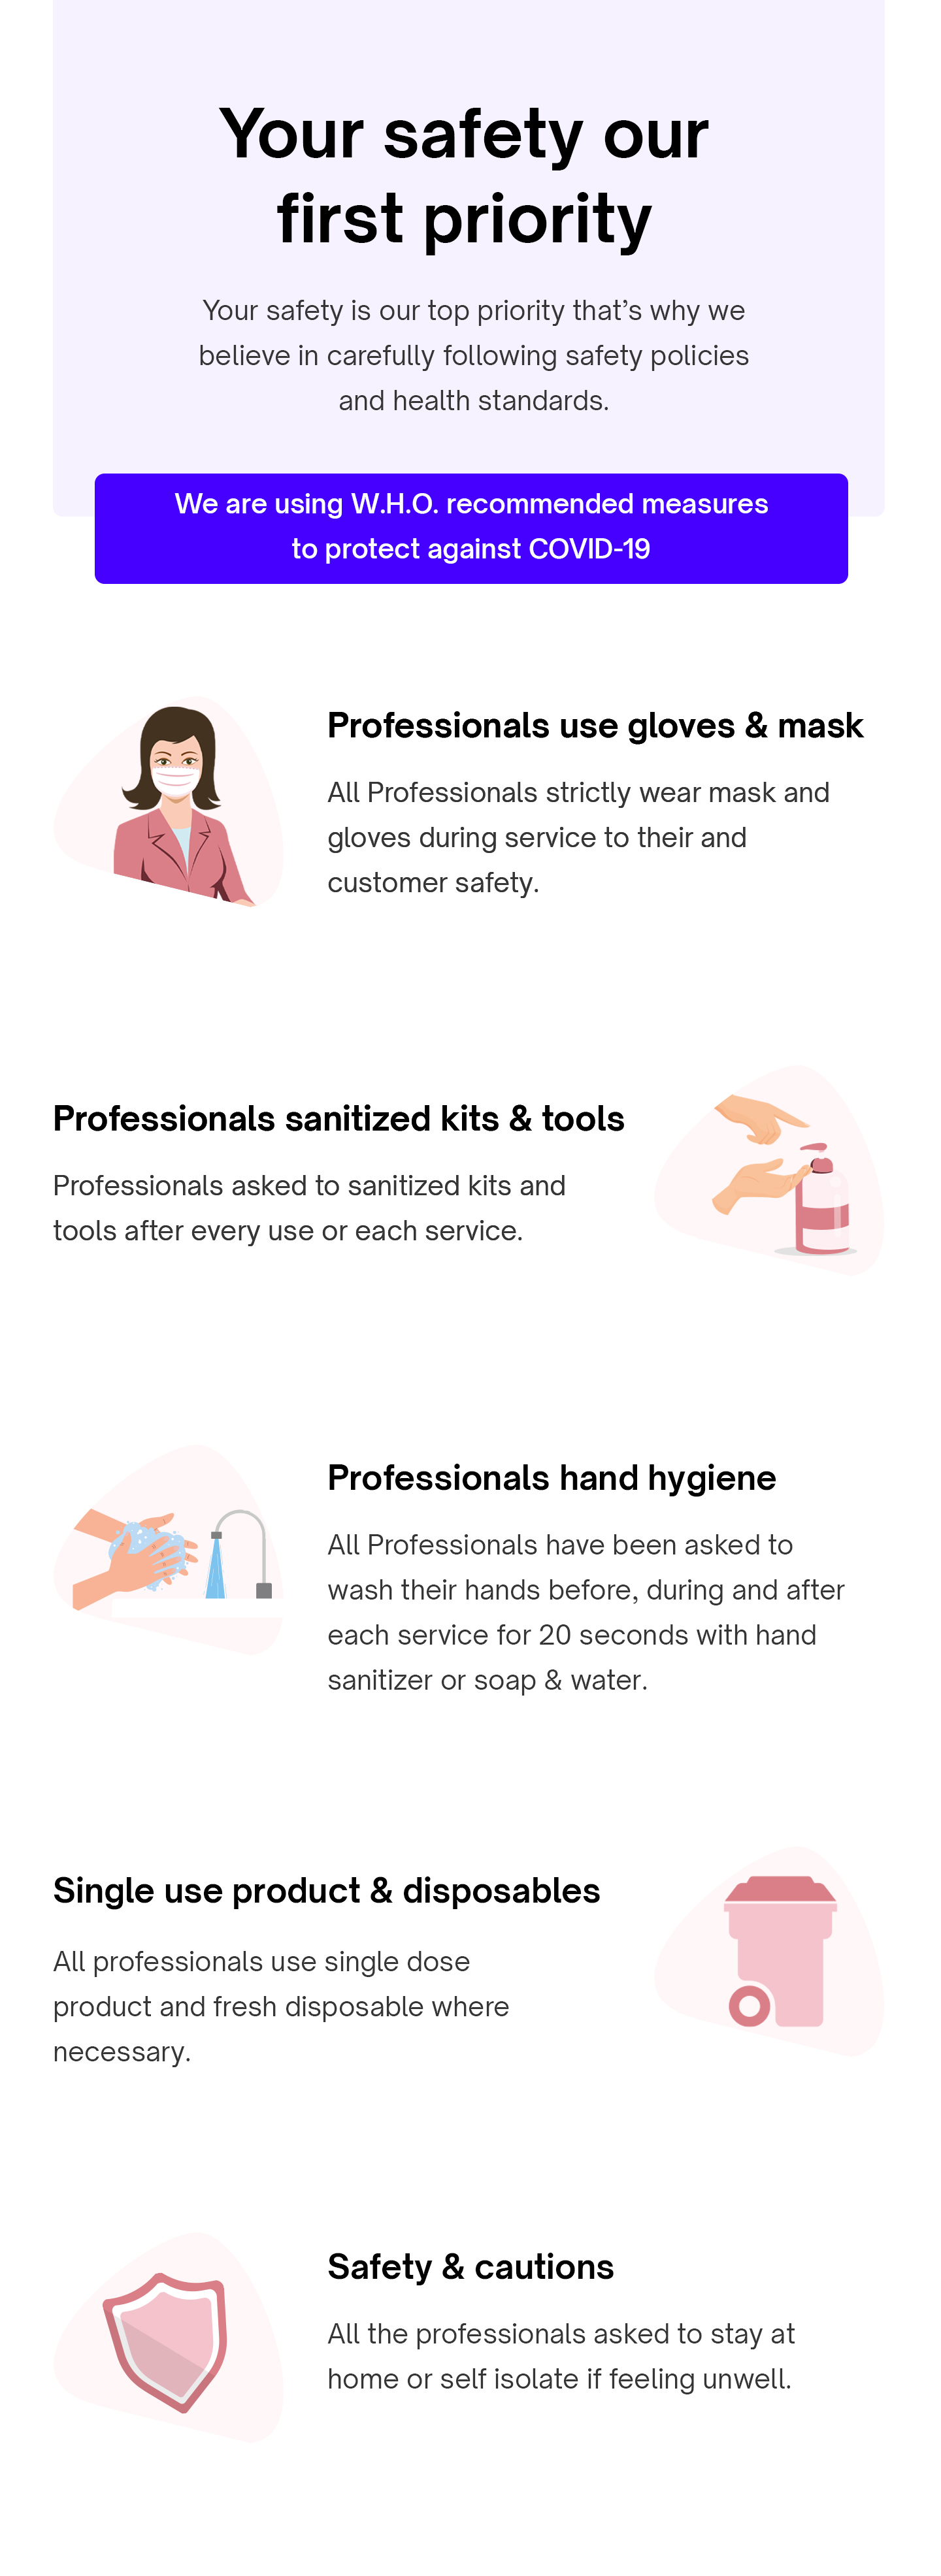 Your safety our
first priority
Your safety is our top priority that’s why we
believe in carefully following safety policies
and health standards.
We are using W.H.O. recommended measures
to protect against COVID-19
Professionals use gloves & mask
All Professionals strictly wear mask and
gloves during service to their and
customer safety.
Professionals sanitized kits & tools
Professionals asked to sanitized kits and
tools after every use or each service.
Professionals hand hygiene
All Professionals have been asked to
wash their hands before, during and after
each service for 20 seconds with hand
sanitizer or soap & water.
Single use product & disposables
All professionals use single dose
product and fresh disposable where
necessary.
Safety & cautions
All the professionals asked to stay at
home or self isolate if feeling unwell.